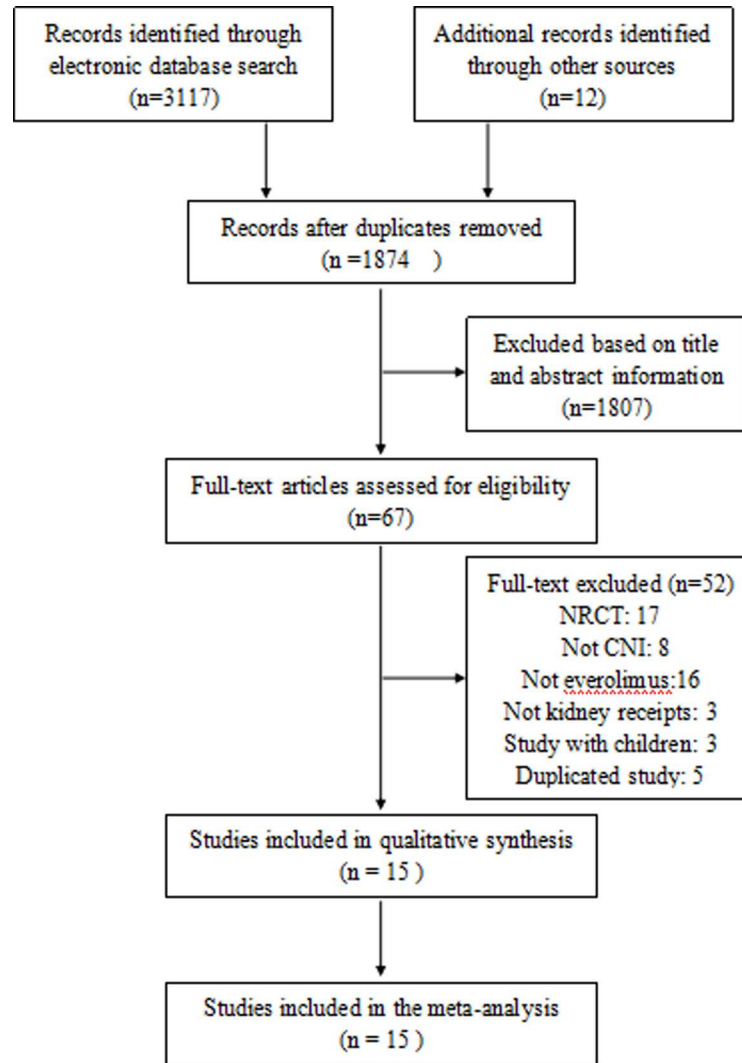 Records identified through
electronic database search
(n=3117)
Additional records identified
through other sources
(n=12)
Records after duplicates removed
(n =1874    )
Excluded based on title
and abstract information
(n=1807)
Full-text articles assessed for eligibility
(n=67)
Full-text excluded (n=52)
NRCT: 17
Not CNI: 8
Not everolimus:16
Not kidney receipts: 3
Study with children: 3
Duplicated study: 5
Studies included in qualitative synthesis
(n = 15 )
Studies included in the meta-analysis
(n = 15 )